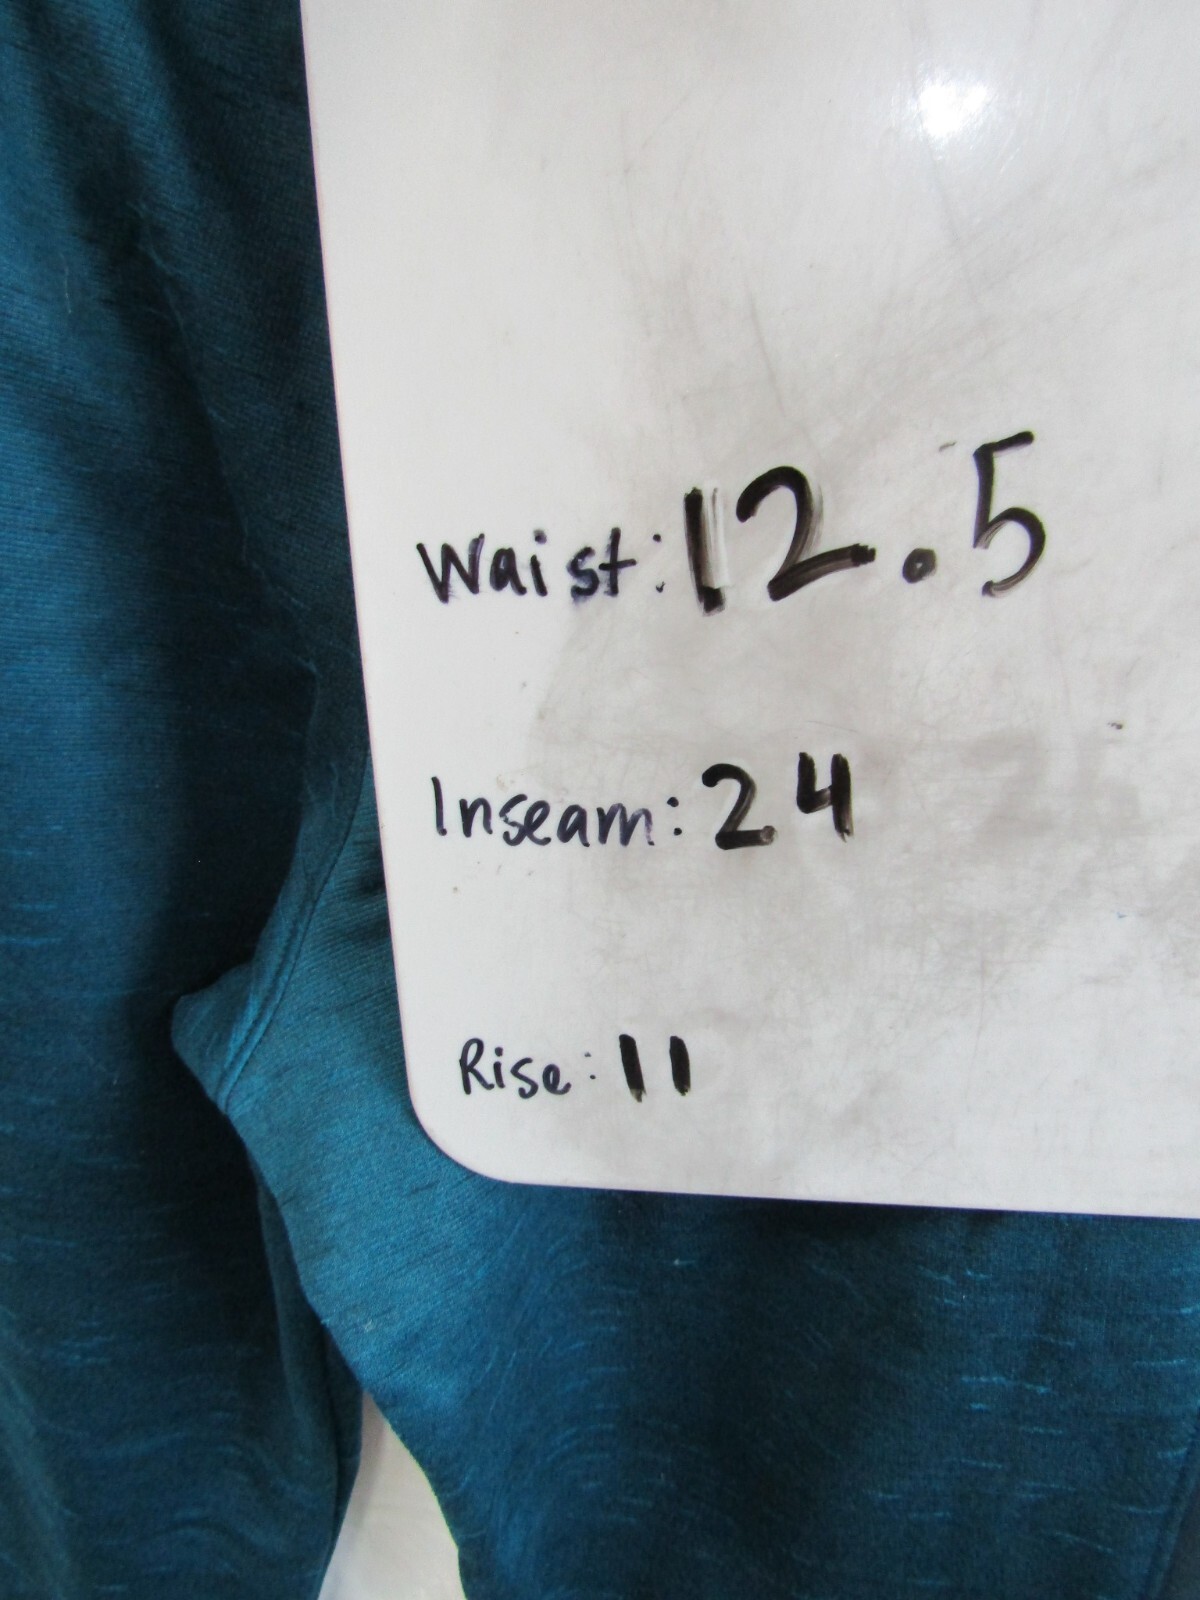 Waist: 12.5
Inseam: 24
Rise: 11